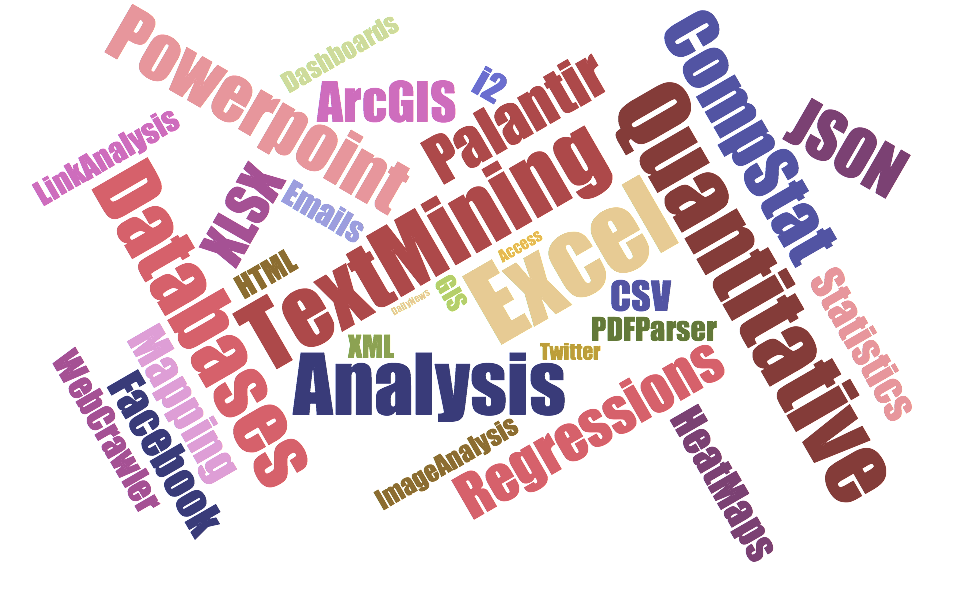 Powerpoint
Dashboards
ArcGIS
i2
Palantir
CompStat
JSON
LinkAnalysis
Databases
XLSX
Emails
TextMining
Quantitative
HTML
DailyNews
GIS
Access
Excel
CSV
PDFParser
Statistics
XML
Twitter
Mapping
WebCrawler
Facebook
Analysis
Regressions
ImageAnalysis
HeatMaps